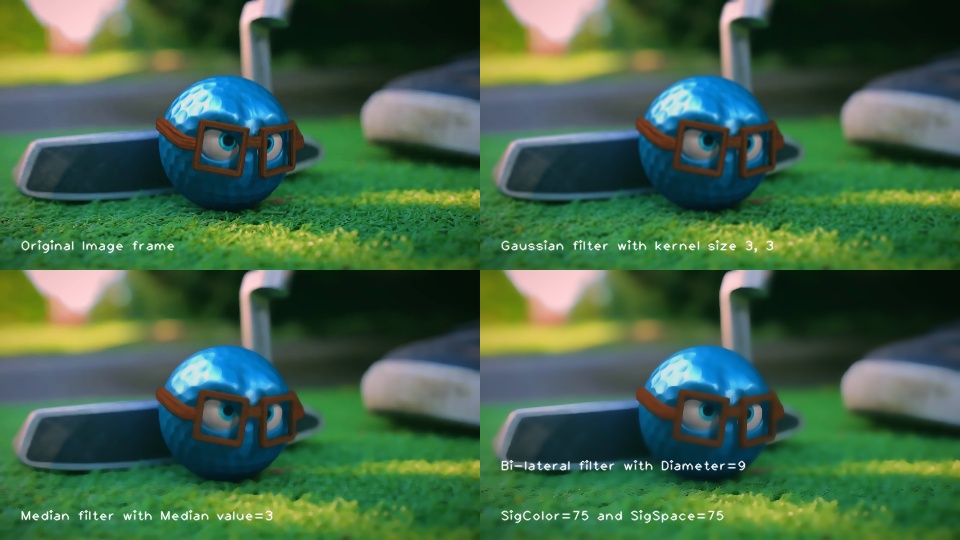 Original Image frame
Gaussian filter with kernel size 3, 3
Median filter with Median value=3
Bi-lateral filter with Diameter=9
SigColor=75 and SigSpace=75